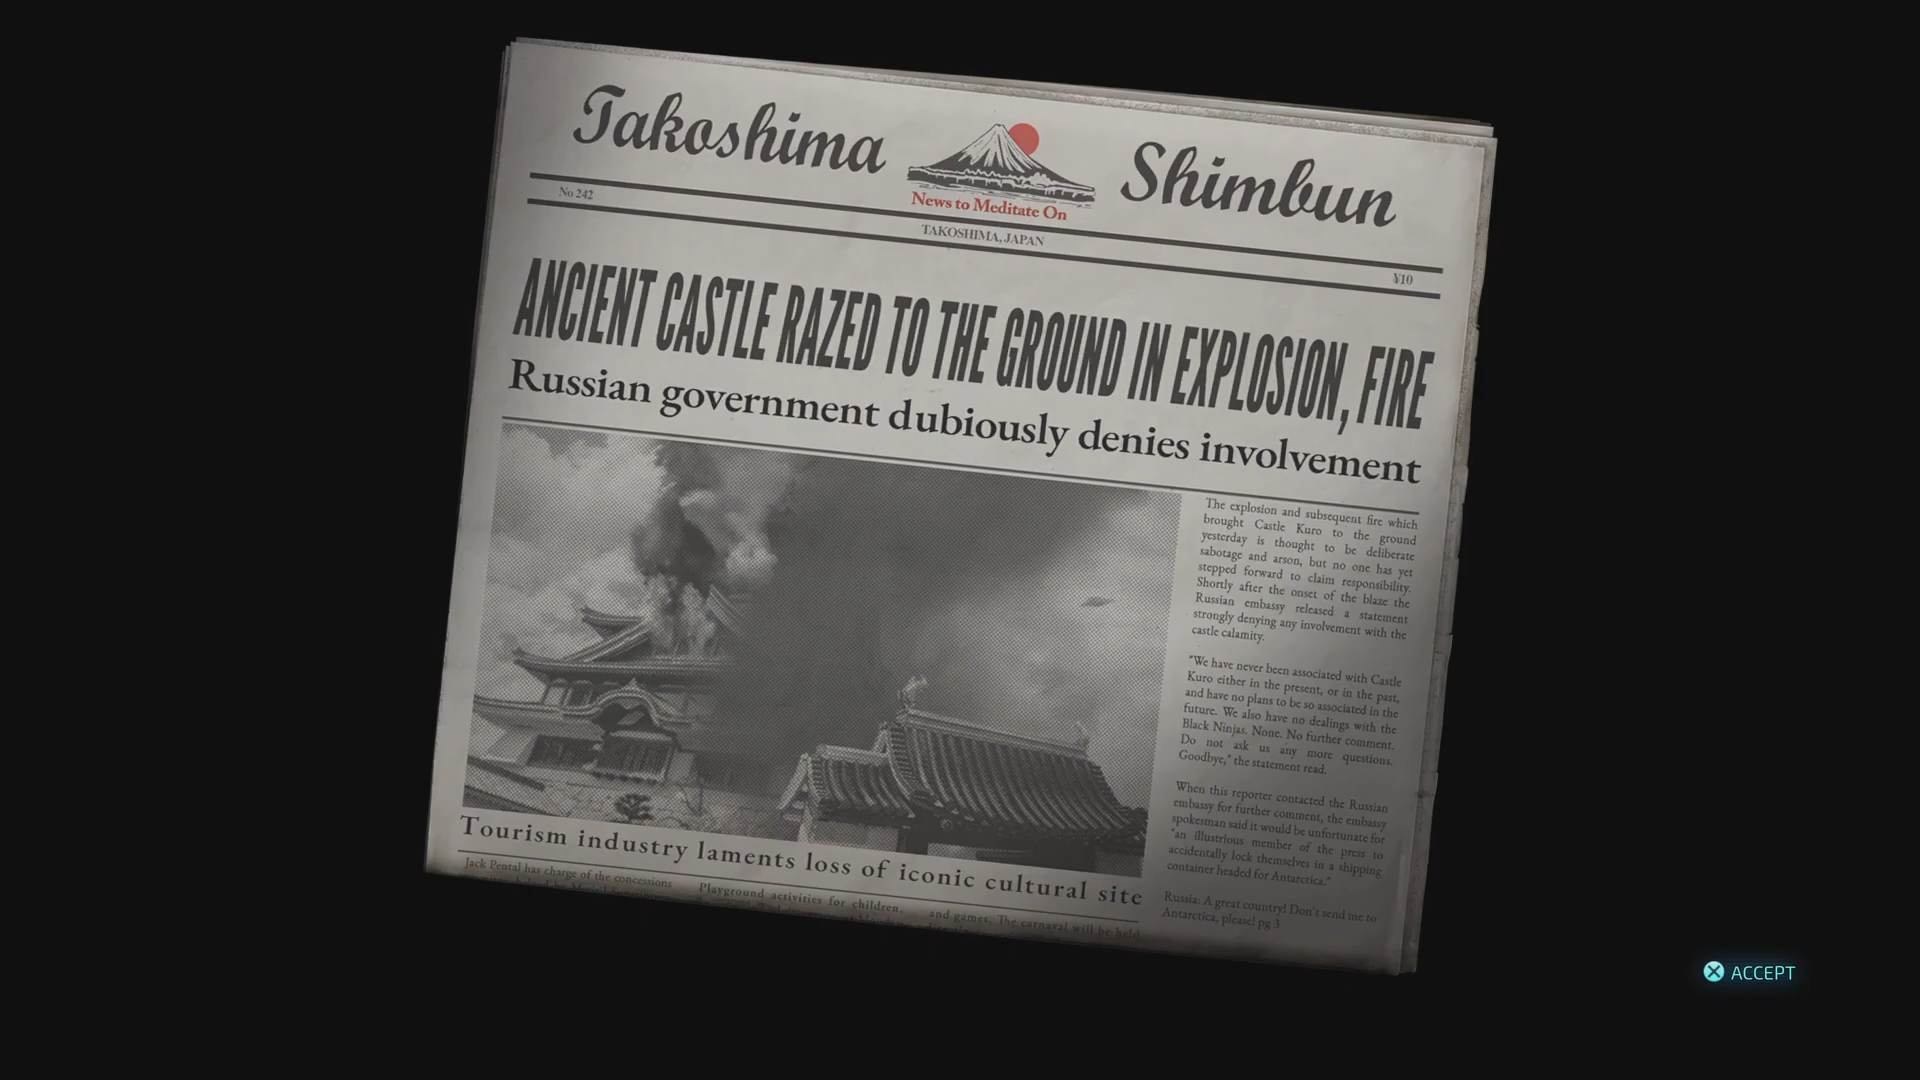 Takoshima Shimbun
News to Meditate On
No 242
TAKOSHIMA, JAPAN
¥10
ANCIENT CASTLE RAZED TO THE GROUND IN EXPLOSION, FIRE
Russian government dubiously denies involvement
The explosion and subsequent fire which
brought Castle Kuro to the ground
yesterday is thought to be deliberate
sabotage and arson, but no one has yet
stepped forward to claim responsibility.
Shortly after the onset of the blaze the
Russian embassy released a statement
strongly denying any involvement with the
castle calamity.
"We have never been associated with Castle
Kuro either in the present, or in the past,
and have no plans to be so associated in the
future. We also have no dealings with the
Black Ninjas. None. No further comment.
Do not ask us any more questions.
Goodbye," the statement read.
When this reporter contacted the Russian
embassy for further comment, the embassy
spokesman said it would be unfortunate for
"an illustrious member of the press to
accidentally lock themselves in a shipping
container headed for Antarctica."
Russia: A great country! Don't send me to
Antarctica, please! pg 3
Tourism industry laments loss of iconic cultural site
Jack Pental has charge of the concessions
Playground activities for children,
and games. The carnaval will be held
ACCEPT